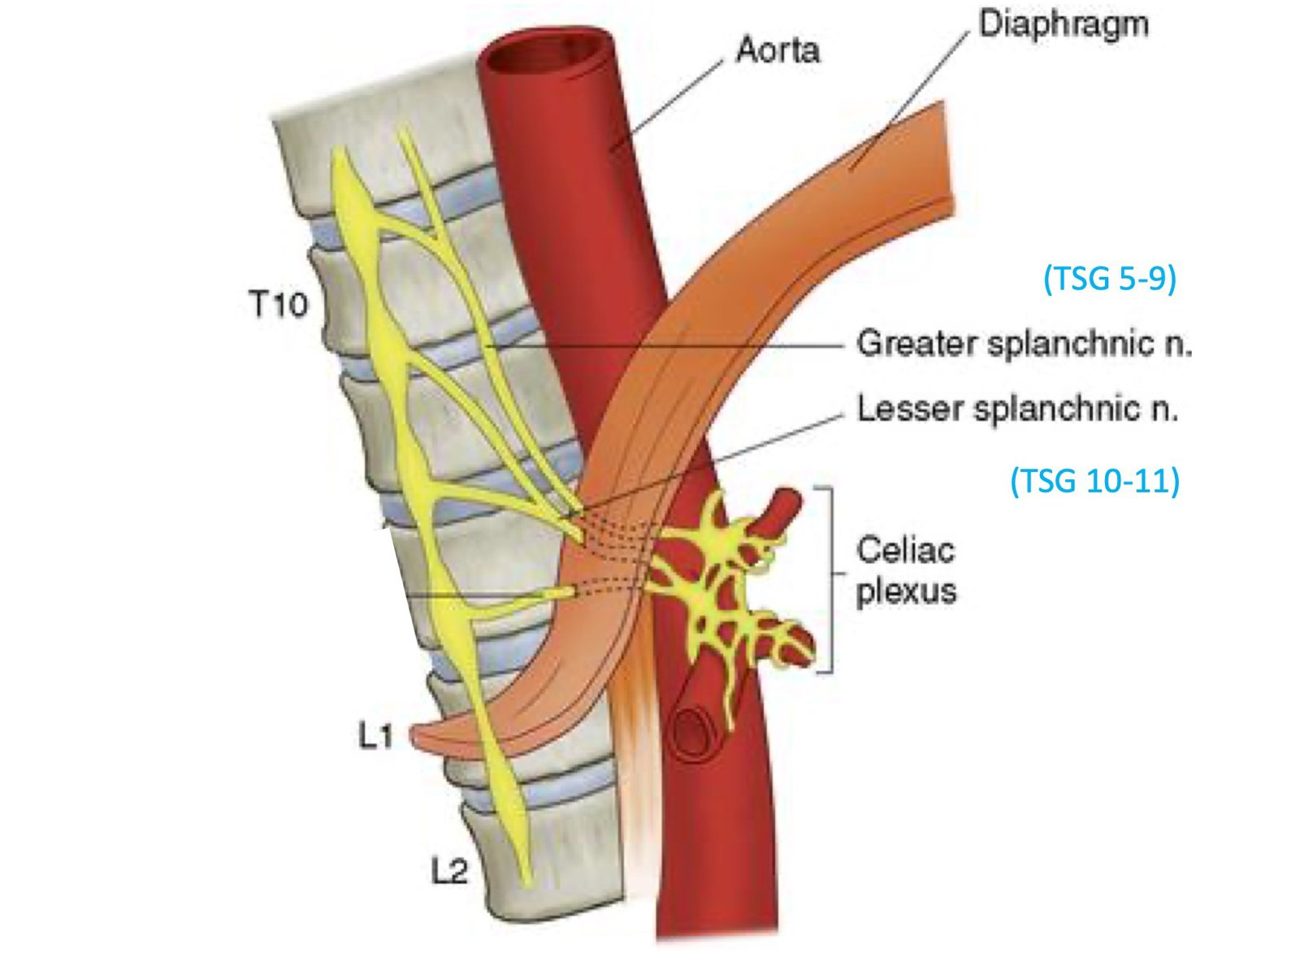 Diaphragm
Aorta
(TSG 5-9)
T10
Greater splanchnic n.
Lesser splanchnic n.
(TSG 10-11)
Celiac
plexus
L1
L2